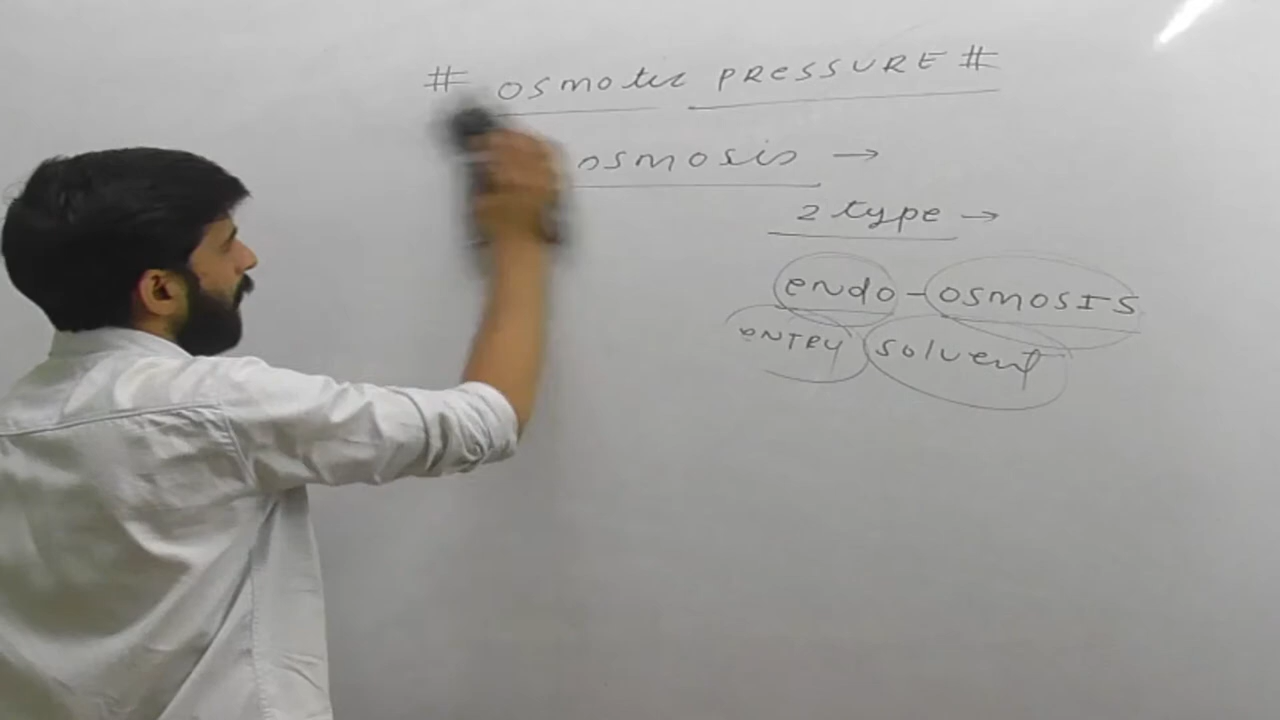 # osmotic PRESSURE #
osmosis →
2 type →
endo - osmosis
entry solvent